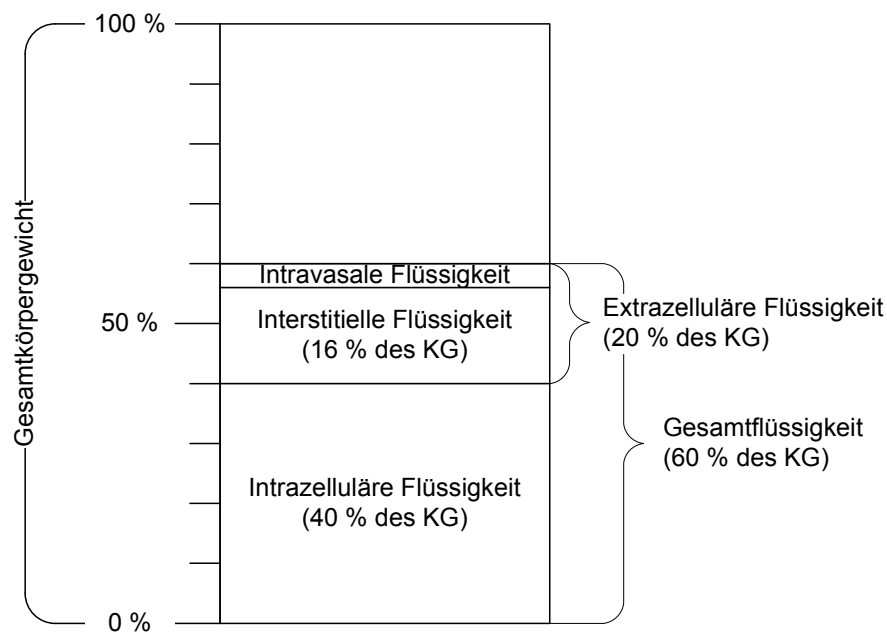 100 %
Intravasale Flüssigkeit
50 %
Interstitielle Flüssigkeit
(16 % des KG)
Extrazelluläre Flüssigkeit
(20 % des KG)
Gesamtkörpergewicht
Gesamtflüssigkeit
(60 % des KG)
Intrazelluläre Flüssigkeit
(40 % des KG)
0 %